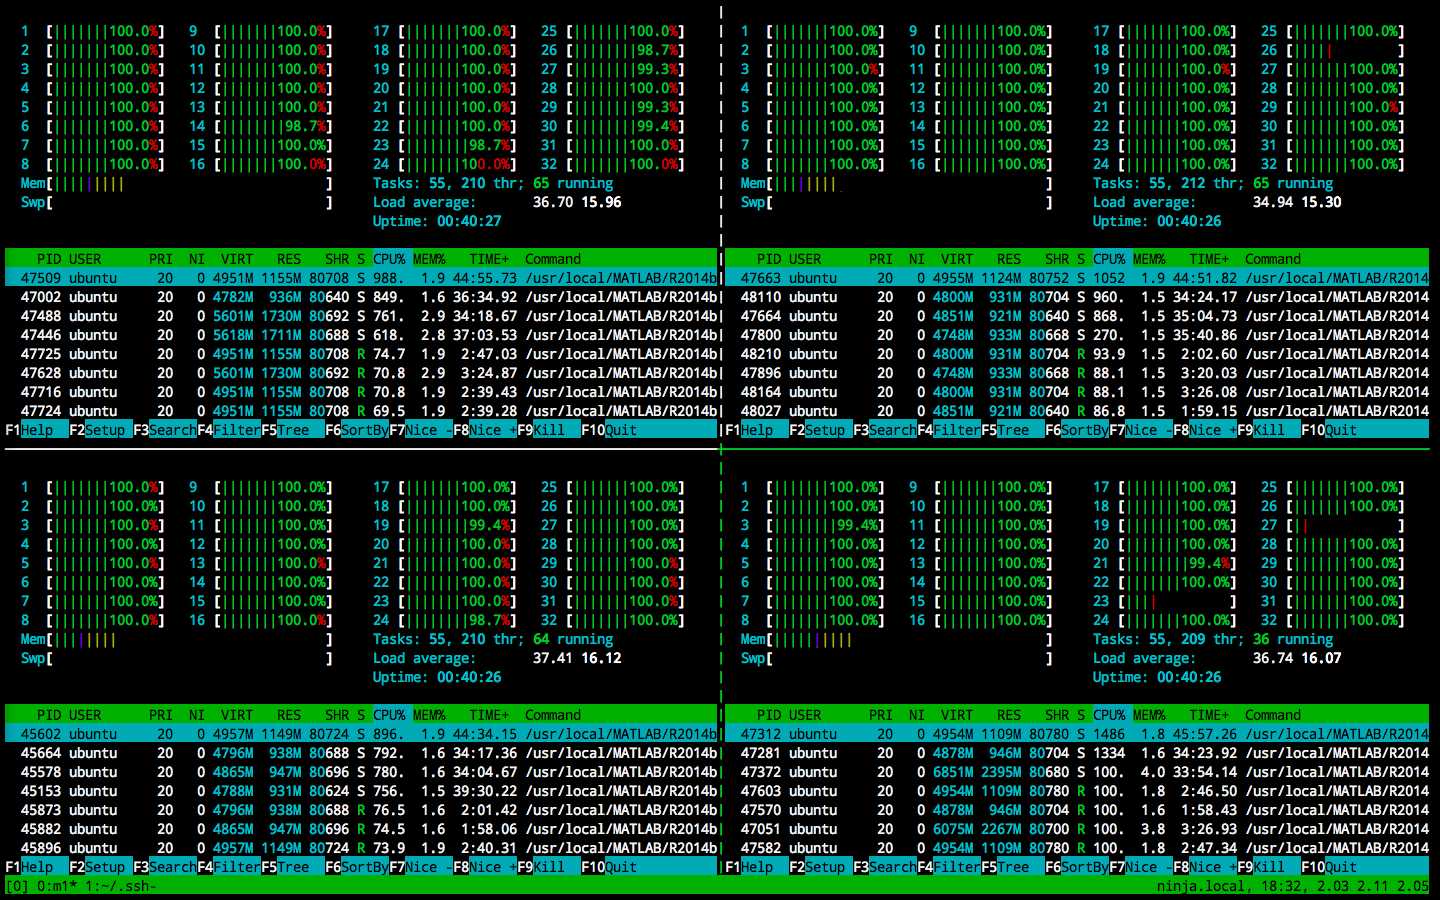 1 [|||||||100.0%] 9 [|||||||100.0%] 17 [|||||||100.0%] 25 [|||||||100.0%]
2 [|||||||100.0%] 10 [|||||||100.0%] 18 [|||||||100.0%] 26 [||||||||98.7%]
3 [|||||||100.0%] 11 [|||||||100.0%] 19 [|||||||100.0%] 27 [||||||||99.3%]
4 [|||||||100.0%] 12 [|||||||100.0%] 20 [|||||||100.0%] 28 [|||||||100.0%]
5 [|||||||100.0%] 13 [|||||||100.0%] 21 [|||||||100.0%] 29 [||||||||99.3%]
6 [|||||||100.0%] 14 [||||||||98.7%] 22 [|||||||100.0%] 30 [||||||||99.4%]
7 [|||||||100.0%] 15 [|||||||100.0%] 23 [||||||||98.7%] 31 [|||||||100.0%]
8 [|||||||100.0%] 16 [|||||||100.0%] 24 [|||||||100.0%] 32 [|||||||100.0%]
Mem[|||||||||] Tasks: 55, 210 thr; 65 running
Swp[] Load average: 36.70 15.96
Uptime: 00:40:27
PID USER PRI NI VIRT RES SHR S CPU% MEM% TIME+ Command
47509 ubuntu 20 0 4951M 1155M 80708 S 988. 1.9 44:55.73 /usr/local/MATLAB/R2014b
47002 ubuntu 20 0 4782M 936M 80640 S 849. 1.6 36:34.92 /usr/local/MATLAB/R2014b
47488 ubuntu 20 0 5601M 1730M 80692 S 761. 2.9 34:18.67 /usr/local/MATLAB/R2014b
47446 ubuntu 20 0 5618M 1711M 80688 S 618. 2.8 37:03.53 /usr/local/MATLAB/R2014b
47725 ubuntu 20 0 4951M 1155M 80708 R 74.7 1.9 2:47.03 /usr/local/MATLAB/R2014b
47628 ubuntu 20 0 5601M 1730M 80692 R 70.8 2.9 3:24.87 /usr/local/MATLAB/R2014b
47716 ubuntu 20 0 4951M 1155M 80708 R 70.8 1.9 2:39.43 /usr/local/MATLAB/R2014b
47724 ubuntu 20 0 4951M 1155M 80708 R 69.5 1.9 2:39.28 /usr/local/MATLAB/R2014b
F1Help F2Setup F3SearchF4FilterF5Tree F6SortByF7Nice -F8Nice +F9Kill F10Quit
1 [|||||||100.0%] 9 [|||||||100.0%] 17 [|||||||100.0%] 25 [|||||||100.0%]
2 [|||||||100.0%] 10 [|||||||100.0%] 18 [|||||||100.0%] 26 [|||||]
3 [|||||||100.0%] 11 [|||||||100.0%] 19 [|||||||100.0%] 27 [|||||||100.0%]
4 [|||||||100.0%] 12 [|||||||100.0%] 20 [|||||||100.0%] 28 [|||||||100.0%]
5 [|||||||100.0%] 13 [|||||||100.0%] 21 [|||||||100.0%] 29 [|||||||100.0%]
6 [|||||||100.0%] 14 [|||||||100.0%] 22 [|||||||100.0%] 30 [|||||||100.0%]
7 [|||||||100.0%] 15 [|||||||100.0%] 23 [|||||||100.0%] 31 [|||||||100.0%]
8 [|||||||100.0%] 16 [|||||||100.0%] 24 [|||||||100.0%] 32 [|||||||100.0%]
Mem[||||||||] Tasks: 55, 212 thr; 65 running
Swp[] Load average: 34.94 15.30
Uptime: 00:40:26
PID USER PRI NI VIRT RES SHR S CPU% MEM% TIME+ Command
47663 ubuntu 20 0 4955M 1124M 80752 S 1052 1.9 44:51.82 /usr/local/MATLAB/R2014
48110 ubuntu 20 0 4800M 931M 80704 S 960. 1.5 34:24.17 /usr/local/MATLAB/R2014
47664 ubuntu 20 0 4851M 921M 80640 S 868. 1.5 35:04.73 /usr/local/MATLAB/R2014
47800 ubuntu 20 0 4748M 933M 80668 S 270. 1.5 35:40.86 /usr/local/MATLAB/R2014
48210 ubuntu 20 0 4800M 931M 80704 R 93.9 1.5 2:02.60 /usr/local/MATLAB/R2014
47896 ubuntu 20 0 4748M 933M 80668 R 88.1 1.5 3:20.03 /usr/local/MATLAB/R2014
48164 ubuntu 20 0 4800M 931M 80704 R 88.1 1.5 3:26.08 /usr/local/MATLAB/R2014
48027 ubuntu 20 0 4851M 921M 80640 R 86.8 1.5 1:59.15 /usr/local/MATLAB/R2014
F1Help F2Setup F3SearchF4FilterF5Tree F6SortByF7Nice -F8Nice +F9Kill F10Quit
1 [|||||||100.0%] 9 [|||||||100.0%] 17 [|||||||100.0%] 25 [|||||||100.0%]
2 [|||||||100.0%] 10 [|||||||100.0%] 18 [|||||||100.0%] 26 [|||||||100.0%]
3 [|||||||100.0%] 11 [|||||||100.0%] 19 [||||||||99.4%] 27 [|||||||100.0%]
4 [|||||||100.0%] 12 [|||||||100.0%] 20 [|||||||100.0%] 28 [|||||||100.0%]
5 [|||||||100.0%] 13 [|||||||100.0%] 21 [|||||||100.0%] 29 [|||||||100.0%]
6 [|||||||100.0%] 14 [|||||||100.0%] 22 [|||||||100.0%] 30 [|||||||100.0%]
7 [|||||||100.0%] 15 [|||||||100.0%] 23 [|||||||100.0%] 31 [|||||||100.0%]
8 [|||||||100.0%] 16 [|||||||100.0%] 24 [||||||||98.7%] 32 [|||||||100.0%]
Mem[||||||||] Tasks: 55, 210 thr; 64 running
Swp[] Load average: 37.41 16.12
Uptime: 00:40:26
PID USER PRI NI VIRT RES SHR S CPU% MEM% TIME+ Command
45602 ubuntu 20 0 4957M 1149M 80724 S 896. 1.9 44:34.15 /usr/local/MATLAB/R2014b
45664 ubuntu 20 0 4796M 938M 80688 S 792. 1.6 34:17.36 /usr/local/MATLAB/R2014b
45578 ubuntu 20 0 4865M 947M 80696 S 780. 1.6 34:04.67 /usr/local/MATLAB/R2014b
45153 ubuntu 20 0 4788M 931M 80624 S 756. 1.5 39:30.22 /usr/local/MATLAB/R2014b
45873 ubuntu 20 0 4796M 938M 80688 R 76.5 1.6 2:01.42 /usr/local/MATLAB/R2014b
45882 ubuntu 20 0 4865M 947M 80696 R 74.5 1.6 1:58.06 /usr/local/MATLAB/R2014b
45896 ubuntu 20 0 4957M 1149M 80724 R 73.9 1.9 2:40.31 /usr/local/MATLAB/R2014b
F1Help F2Setup F3SearchF4FilterF5Tree F6SortByF7Nice -F8Nice +F9Kill F10Quit
1 [|||||||100.0%] 9 [|||||||100.0%] 17 [|||||||100.0%] 25 [|||||||100.0%]
2 [|||||||100.0%] 10 [|||||||100.0%] 18 [|||||||100.0%] 26 [|||||||100.0%]
3 [||||||||99.4%] 11 [|||||||100.0%] 19 [|||||||100.0%] 27 [||]
4 [|||||||100.0%] 12 [|||||||100.0%] 20 [|||||||100.0%] 28 [|||||||100.0%]
5 [|||||||100.0%] 13 [|||||||100.0%] 21 [||||||||99.4%] 29 [|||||||100.0%]
6 [|||||||100.0%] 14 [|||||||100.0%] 22 [|||||||100.0%] 30 [|||||||100.0%]
7 [|||||||100.0%] 15 [|||||||100.0%] 23 [||||] 31 [|||||||100.0%]
8 [|||||||100.0%] 16 [|||||||100.0%] 24 [|||||||100.0%] 32 [|||||||100.0%]
Mem[||||||||||] Tasks: 55, 209 thr; 36 running
Swp[] Load average: 36.74 16.07
Uptime: 00:40:26
PID USER PRI NI VIRT RES SHR S CPU% MEM% TIME+ Command
47312 ubuntu 20 0 4954M 1109M 80780 S 1486 1.8 45:57.26 /usr/local/MATLAB/R2014
47281 ubuntu 20 0 4878M 946M 80704 S 1334 1.6 34:23.92 /usr/local/MATLAB/R2014
47372 ubuntu 20 0 6851M 2395M 80680 S 100. 4.0 33:54.14 /usr/local/MATLAB/R2014
47603 ubuntu 20 0 4954M 1109M 80780 R 100. 1.8 2:46.50 /usr/local/MATLAB/R2014
47570 ubuntu 20 0 4878M 946M 80704 R 100. 1.6 1:58.43 /usr/local/MATLAB/R2014
47051 ubuntu 20 0 6075M 2267M 80700 R 100. 3.8 3:26.93 /usr/local/MATLAB/R2014
47582 ubuntu 20 0 4954M 1109M 80780 R 100. 1.8 2:47.34 /usr/local/MATLAB/R2014
F1Help F2Setup F3SearchF4FilterF5Tree F6SortByF7Nice -F8Nice +F9Kill F10Quit
[0] 0:m1* 1:~/.ssh- ninja.local, 18:32, 2.03 2.11 2.05